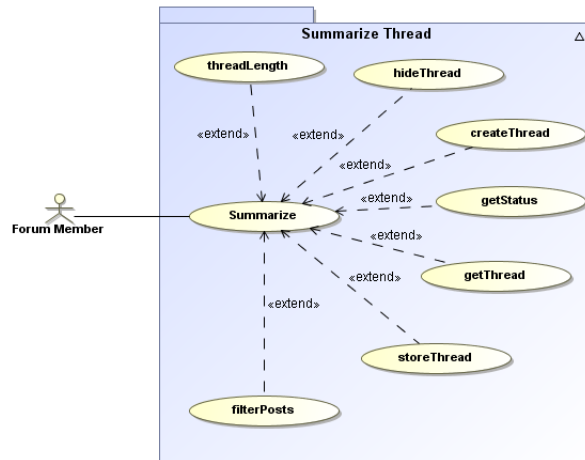 Summarize Thread
threadLength
hideThread
«extend»
«extend»
createThread
«extend»
«extend»
getStatus
Summarize
Forum Member
«extend»
getThread
«extend»
«extend»
storeThread
filterPosts